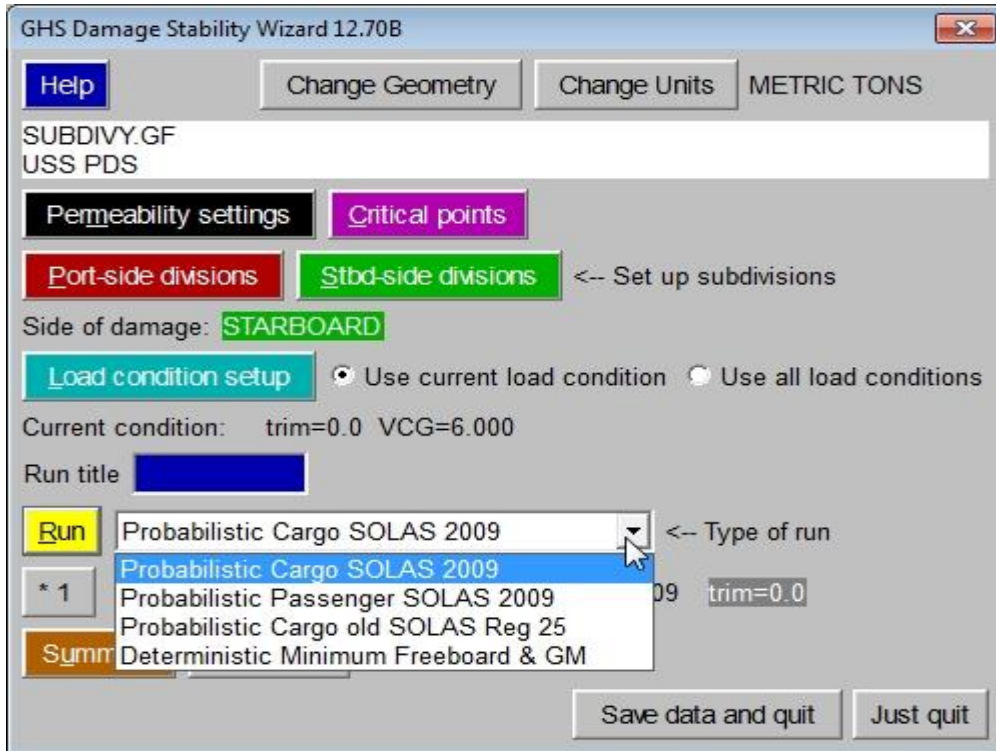 GHS Damage Stability Wizard 12.70B
Help Change Geometry Change Units METRIC TONS
SUBDIVY.GF
USS PDS
Permeability settings Critical points
Port-side divisions Stbd-side divisions <-- Set up subdivisions
Side of damage: STARBOARD
Load condition setup Use current load condition Use all load conditions
Current condition: trim=0.0 VCG=6.000
Run title
Run Probabilistic Cargo SOLAS 2009 <-- Type of run
Probabilistic Cargo SOLAS 2009
* 1 09 trim=0.0
Probabilistic Passenger SOLAS 2009
Probabilistic Cargo old SOLAS Reg 25
Summ Deterministic Minimum Freeboard & GM
Save data and quit Just quit